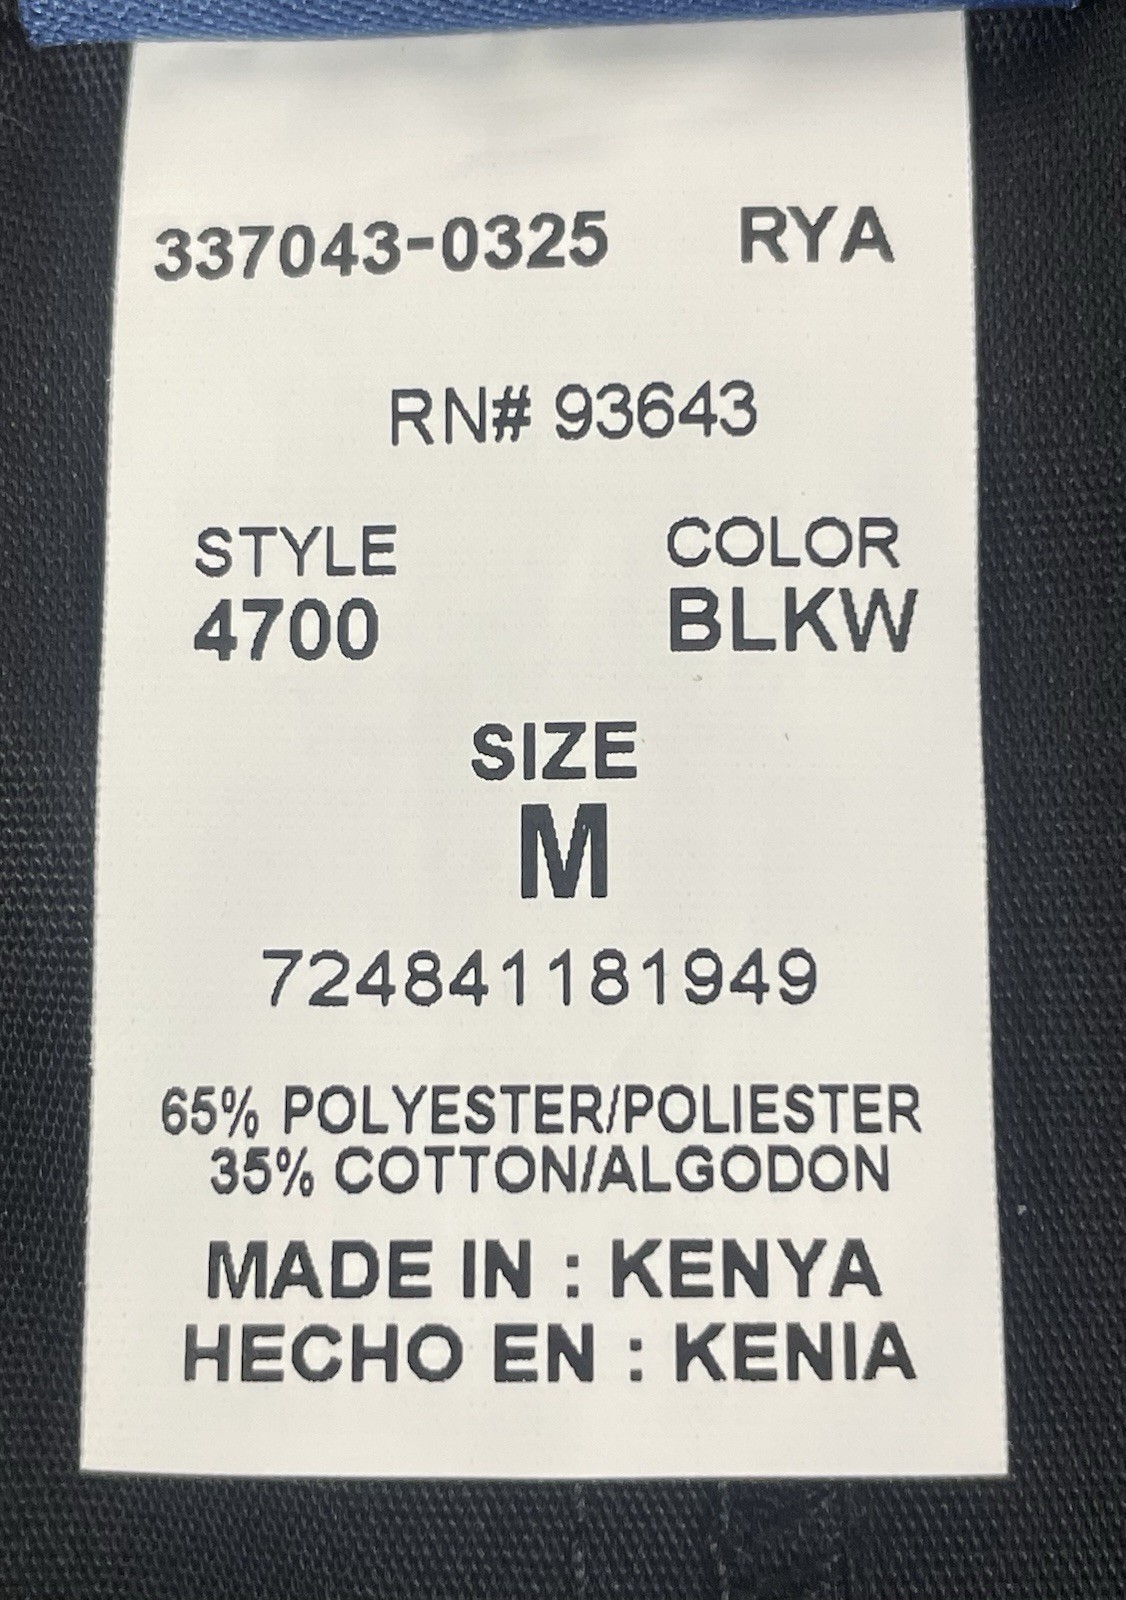 337043-0325 RYA
RN# 93643
STYLE COLOR
4700 BLKW
SIZE
M
724841181949
65% POLYESTER/POLIESTER
35% COTTON/ALGODON
MADE IN : KENYA
HECHO EN : KENIA